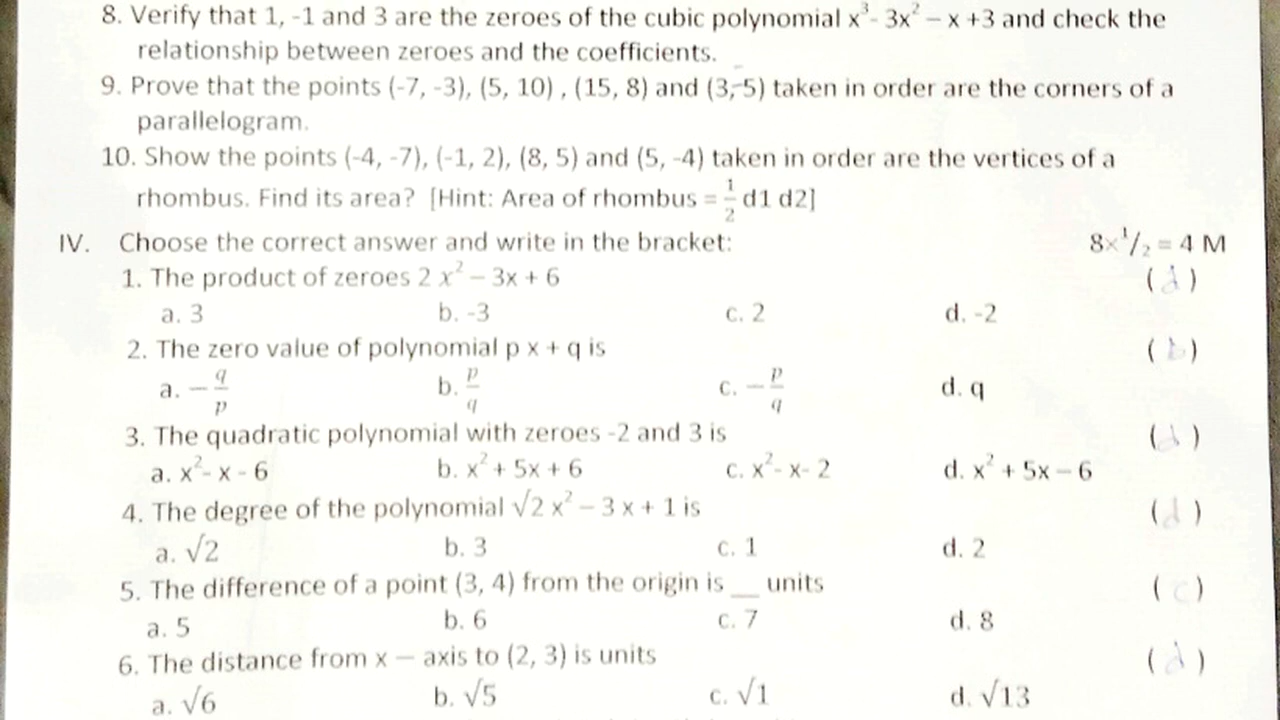 8. Verify that 1, -1 and 3 are the zeroes of the cubic polynomial x³- 3x² – x +3 and check the
relationship between zeroes and the coefficients.
9. Prove that the points (-7, -3), (5, 10) , (15, 8) and (3,-5) taken in order are the corners of a
parallelogram.
10. Show the points (-4, -7), (-1, 2), (8, 5) and (5, -4) taken in order are the vertices of a
rhombus. Find its area? [Hint: Area of rhombus = 1/2 d1 d2]
IV. Choose the correct answer and write in the bracket: 8×1/2 = 4 M
1. The product of zeroes 2 x² – 3x + 6 (d)
a. 3 b. -3 c. 2 d. -2
2. The zero value of polynomial p x + q is (b)
a. – q/p b. p/q c. – p/q d. q
3. The quadratic polynomial with zeroes -2 and 3 is (d)
a. x²- x - 6 b. x² + 5x + 6 c. x²- x- 2 d. x² + 5x – 6
4. The degree of the polynomial √2 x² – 3 x + 1 is (d)
a. √2 b. 3 c. 1 d. 2
5. The difference of a point (3, 4) from the origin is __ units (c)
a. 5 b. 6 c. 7 d. 8
6. The distance from x – axis to (2, 3) is units (d)
a. √6 b. √5 c. √1 d. √13